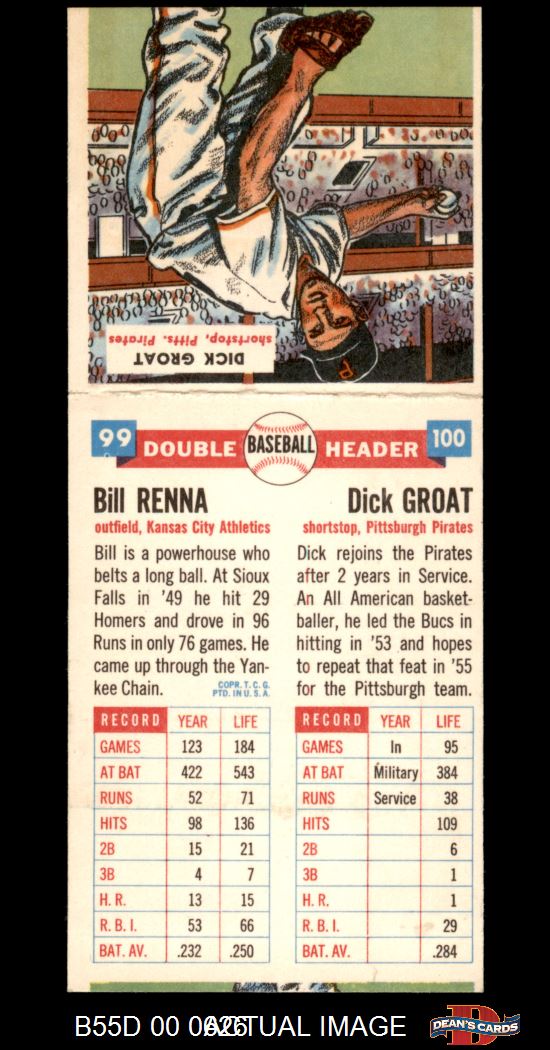 DICK GROAT
shortstop, Pitts. Pirates
P
99 DOUBLE BASEBALL HEADER 100
Bill RENNA
outfield, Kansas City Athletics
Bill is a powerhouse who
belts a long ball. At Sioux
Falls in '49 he hit 29
Homers and drove in 96
Runs in only 76 games. He
came up through the Yan-
kee Chain.
COPR. T. C. G.
PTD. IN U. S. A.
RECORD YEAR LIFE
GAMES 123 184
AT BAT 422 543
RUNS 52 71
HITS 98 136
2B 15 21
3B 4 7
H. R. 13 15
R. B. I. 53 66
BAT. AV. .232 .250
Dick GROAT
shortstop, Pittsburgh Pirates
Dick rejoins the Pirates
after 2 years in Service.
An All American basket-
baller, he led the Bucs in
hitting in '53 and hopes
to repeat that feat in '55
for the Pittsburgh team.
RECORD YEAR LIFE
GAMES In 95
AT BAT Military 384
RUNS Service 38
HITS 109
2B 6
3B 1
H. R. 1
R. B. I. 29
BAT. AV. .284
B55D 00 0626 ACTUAL IMAGE
D
DEAN'S CARDS